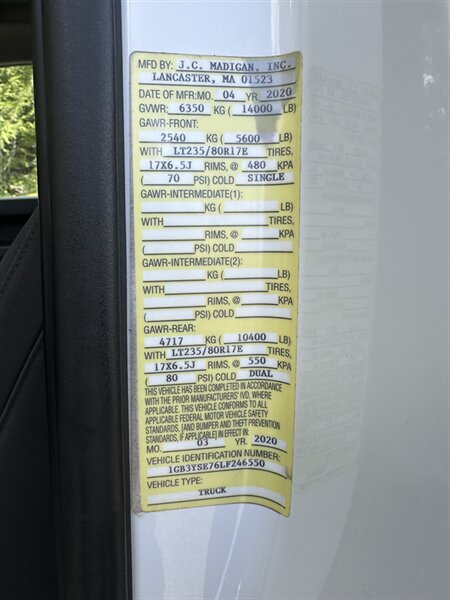 MFD BY: J.C. MADIGAN, INC.
LANCASTER, MA 01523
DATE OF MFR:MO. 04 YR. 2020
GVWR: 6350 KG ( 14000 LB)
GAWR-FRONT:
2540 KG ( 5600 LB)
WITH LT235/80R17E TIRES,
17X6.5J RIMS, @ 480 KPA
( 70 PSI) COLD SINGLE
GAWR-INTERMEDIATE(1):
KG ( LB)
WITH TIRES,
RIMS, @ KPA
( PSI) COLD
GAWR-INTERMEDIATE(2):
KG ( LB)
WITH TIRES,
RIMS, @ KPA
( PSI) COLD
GAWR-REAR:
4717 KG ( 10400 LB)
WITH LT235/80R17E TIRES,
17X6.5J RIMS, @ 550 KPA
( 80 PSI) COLD DUAL
THIS VEHICLE HAS BEEN COMPLETED IN ACCORDANCE
WITH THE PRIOR MANUFACTURERS' IVD, WHERE
APPLICABLE. THIS VEHICLE CONFORMS TO ALL
APPLICABLE FEDERAL MOTOR VEHICLE SAFETY
STANDARDS, [AND BUMPER AND THEFT PREVENTION
STANDARDS, IF APPLICABLE] IN EFFECT IN:
MO. 03 YR. 2020
VEHICLE IDENTIFICATION NUMBER:
1GB3YSE76LF246550
VEHICLE TYPE:
TRUCK